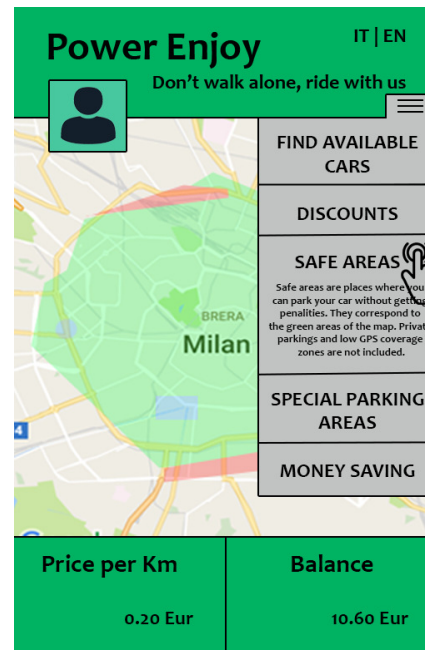 Power Enjoy
IT | EN
Don't walk alone, ride with us
FIND AVAILABLE
CARS
DISCOUNTS
SAFE AREAS
Safe areas are places where you
can park your car without getting
penalities. They correspond to
the green areas of the map. Privat
parkings and low GPS coverage
zones are not included.
SPECIAL PARKING
AREAS
MONEY SAVING
BRERA
Milan
4
Price per Km
0.20 Eur
Balance
10.60 Eur